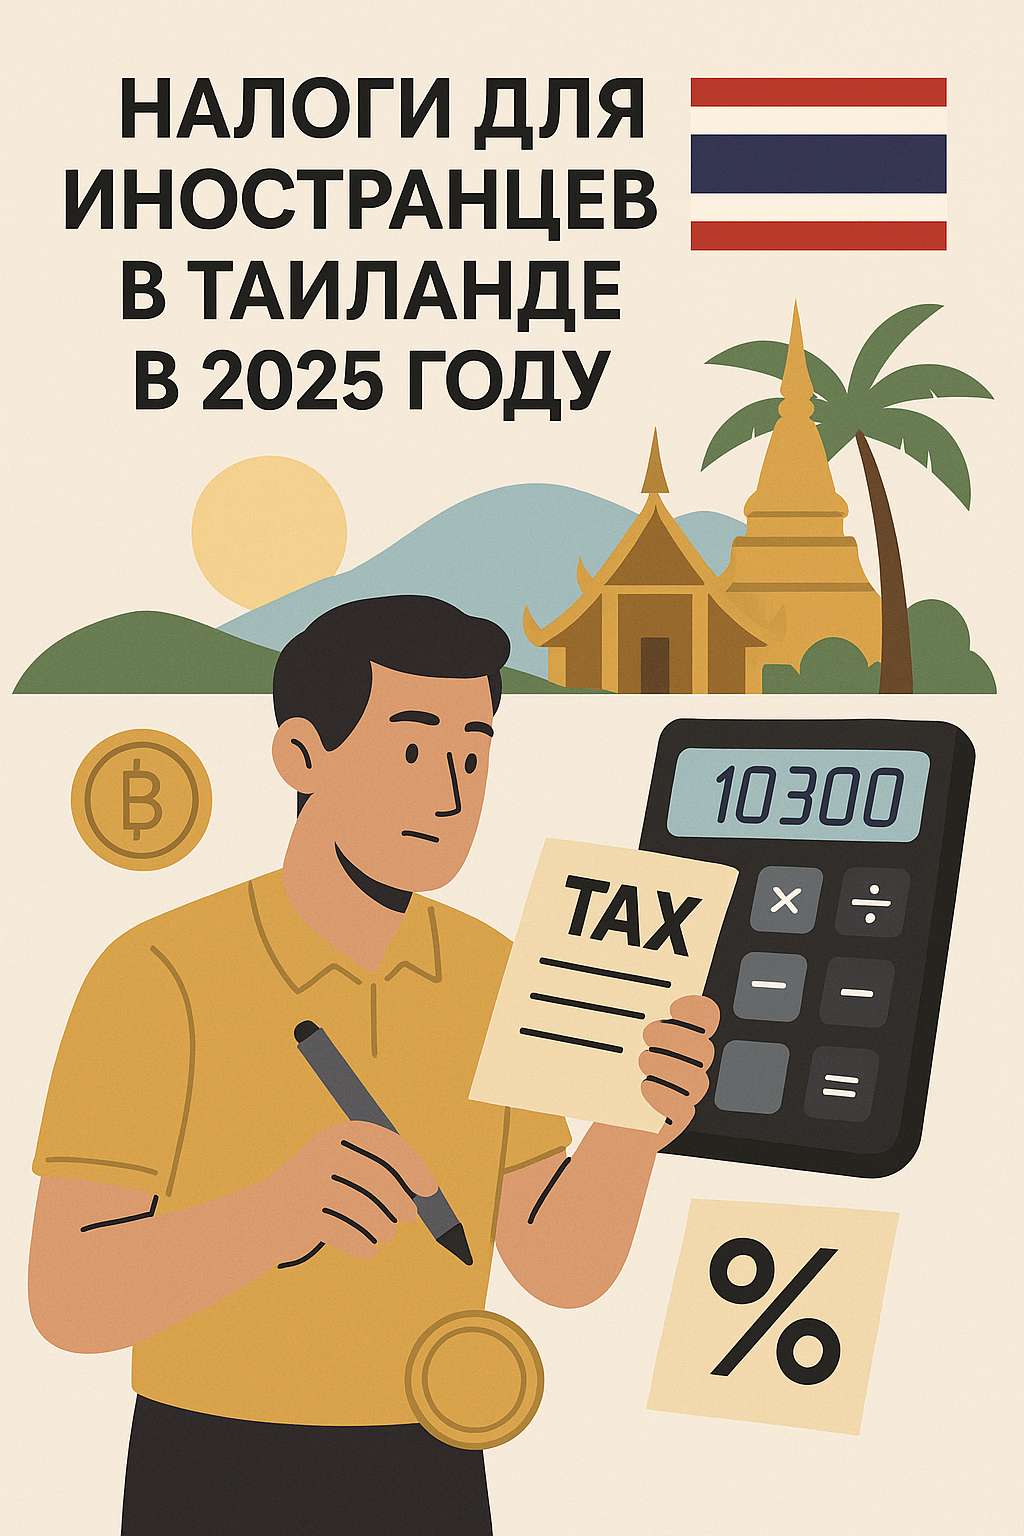 НАЛОГИ ДЛЯ
ИНОСТРАНЦЕВ
В ТАИЛАНДЕ
В 2025 ГОДУ
฿
10300
× ÷
− −
=
TAX
%